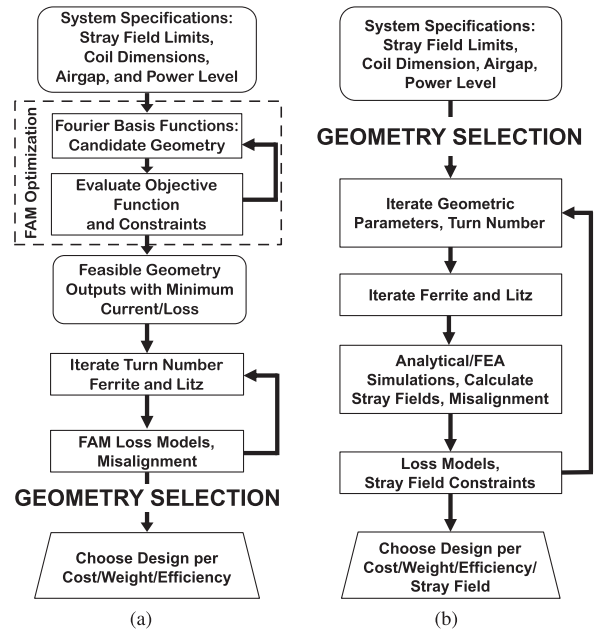 System Specifications:
Stray Field Limits,
Coil Dimensions,
Airgap, and Power Level
FAM Optimization
Fourier Basis Functions:
Candidate Geometry
Evaluate Objective
Function
and Constraints
Feasible Geometry
Outputs with Minimum
Current/Loss
Iterate Turn Number
Ferrite and Litz
FAM Loss Models,
Misalignment
GEOMETRY SELECTION
Choose Design per
Cost/Weight/Efficiency
(a)
System Specifications:
Stray Field Limits,
Coil Dimension, Airgap,
Power Level
GEOMETRY SELECTION
Iterate Geometric
Parameters, Turn Number
Iterate Ferrite and Litz
Analytical/FEA
Simulations, Calculate
Stray Fields, Misalignment
Loss Models,
Stray Field Constraints
Choose Design per
Cost/Weight/Efficiency/
Stray Field
(b)